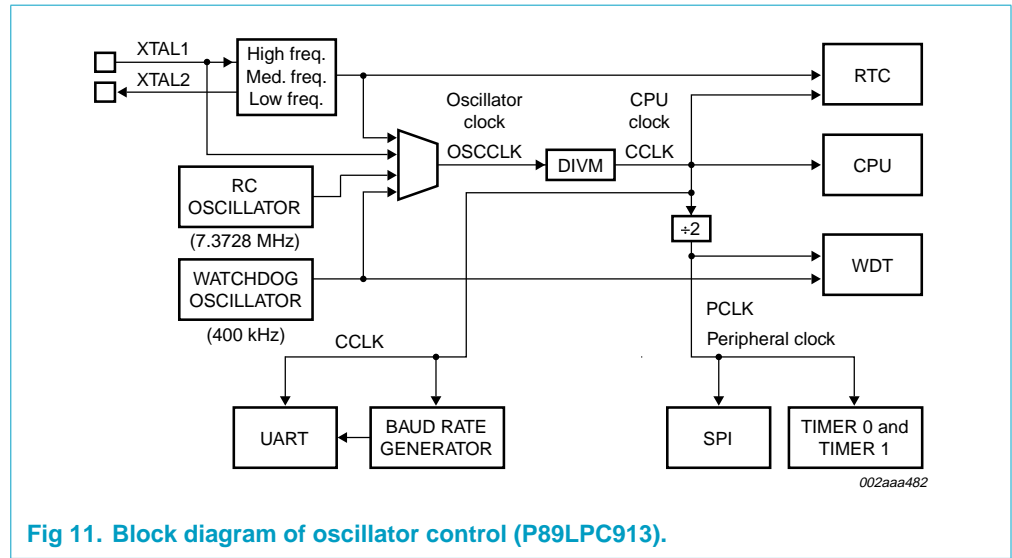 XTAL1
XTAL2
High freq.
Med. freq.
Low freq.
RTC
Oscillator
clock
OSCCLK
CPU
clock
CCLK
DIVM
CPU
RC
OSCILLATOR
(7.3728 MHz)
÷2
WATCHDOG
OSCILLATOR
(400 kHz)
WDT
PCLK
Peripheral clock
CCLK
UART
BAUD RATE
GENERATOR
SPI
TIMER 0 and
TIMER 1
002aaa482
Fig 11. Block diagram of oscillator control (P89LPC913).